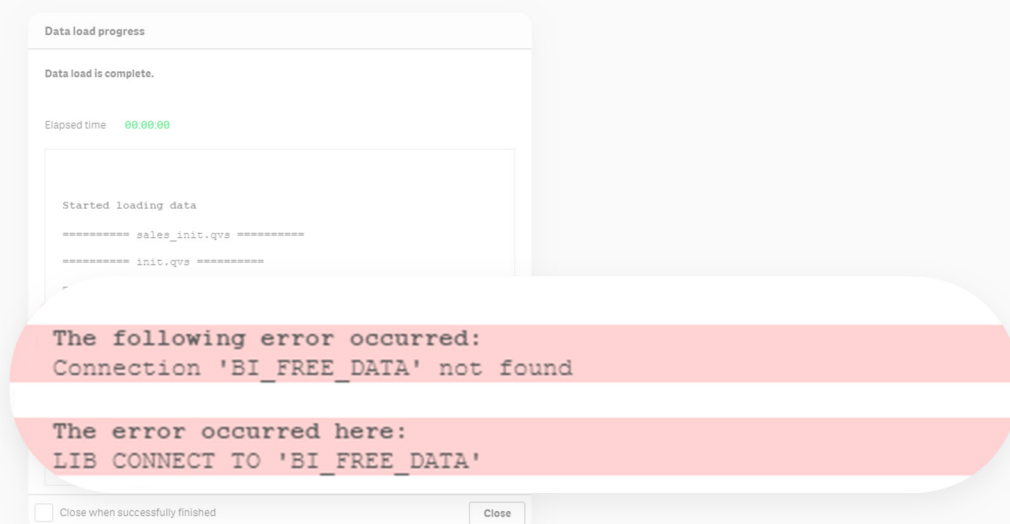 Data load progress
Data load is complete.
Elapsed time 00:00:00
Started loading data
========== sales_init.qvs ==========
========== init.qvs ==========
The following error occurred:
Connection 'BI_FREE_DATA' not found
The error occurred here:
LIB CONNECT TO 'BI_FREE_DATA'
Close when successfully finished
Close